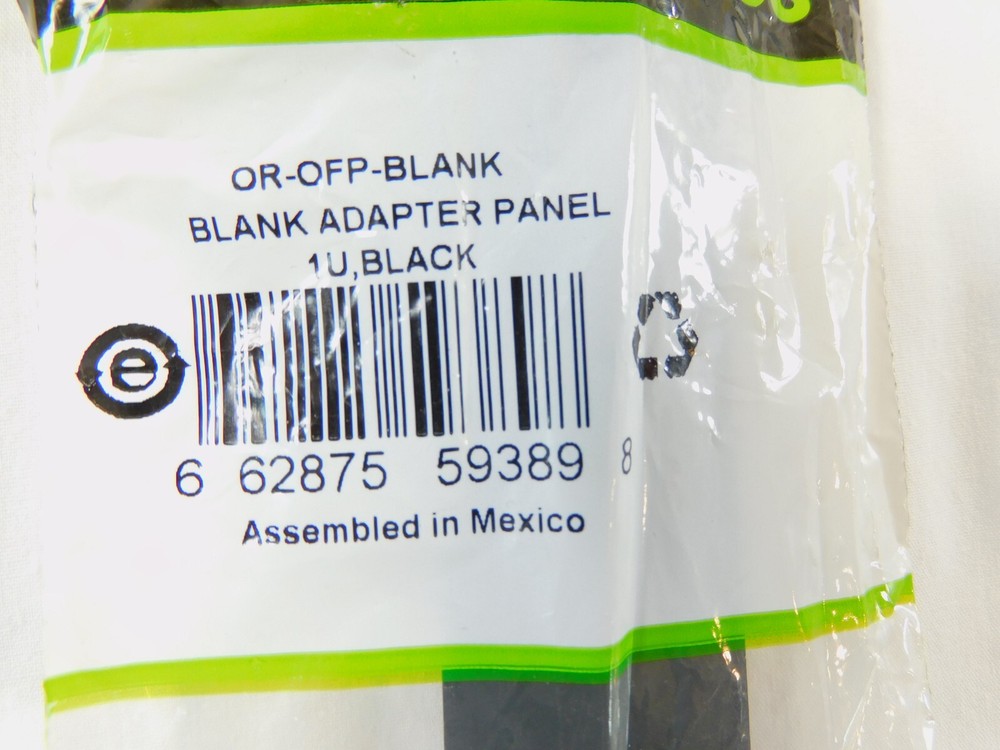 OR-OFP-BLANK
BLANK ADAPTER PANEL
1U,BLACK
e
6 62875 59389 8
Assembled in Mexico